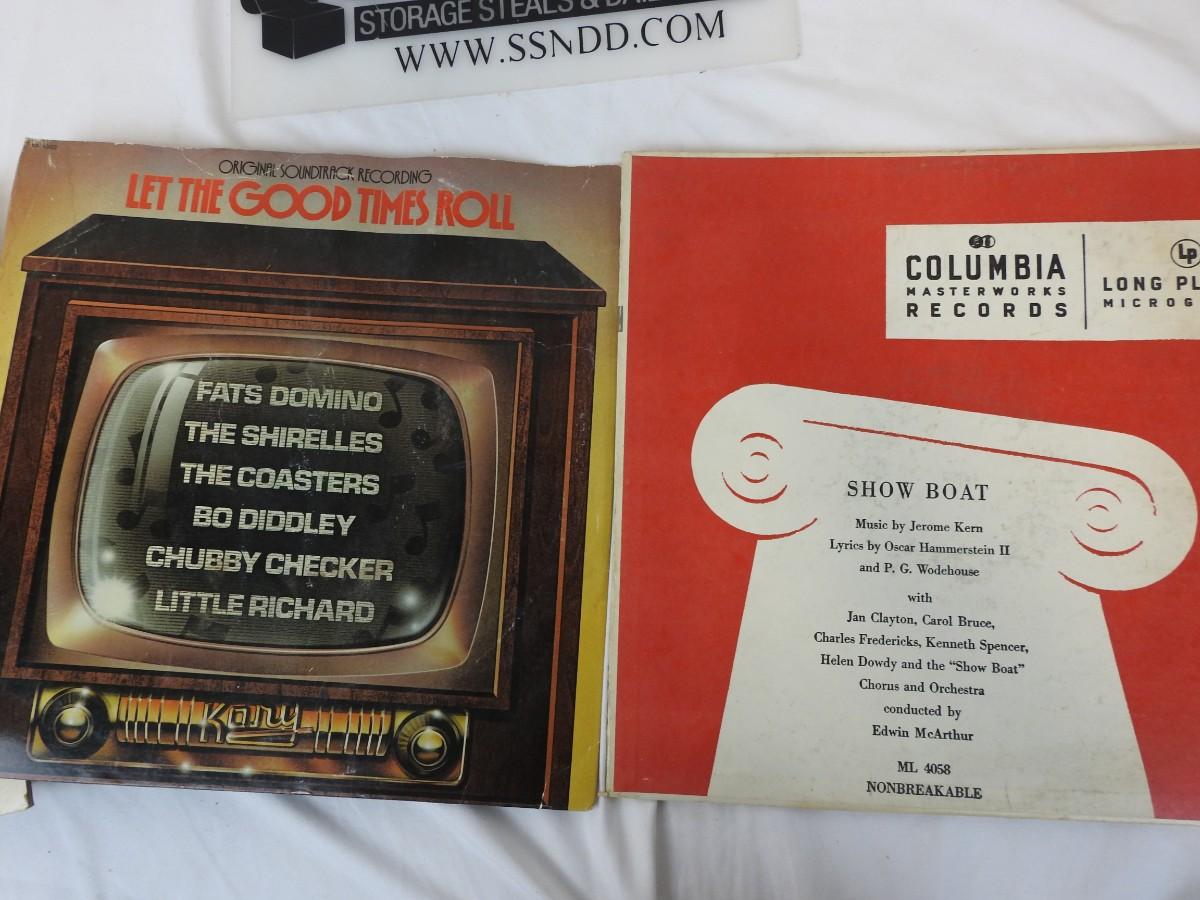 STORAGE STEALS &
WWW.SSNDD.COM
ORIGINAL SOUNDTRACK RECORDING
LET THE GOOD TIMES ROLL
FATS DOMINO
THE SHIRELLES
THE COASTERS
BO DIDDLEY
CHUBBY CHECKER
LITTLE RICHARD
Kary
COLUMBIA
MASTERWORKS
RECORDS
LP
LONG PL
MICROG
SHOW BOAT
Music by Jerome Kern
Lyrics by Oscar Hammerstein II
and P. G. Wodehouse
with
Jan Clayton, Carol Bruce,
Charles Fredericks, Kenneth Spencer,
Helen Dowdy and the "Show Boat"
Chorus and Orchestra
conducted by
Edwin McArthur
ML 4058
NONBREAKABLE